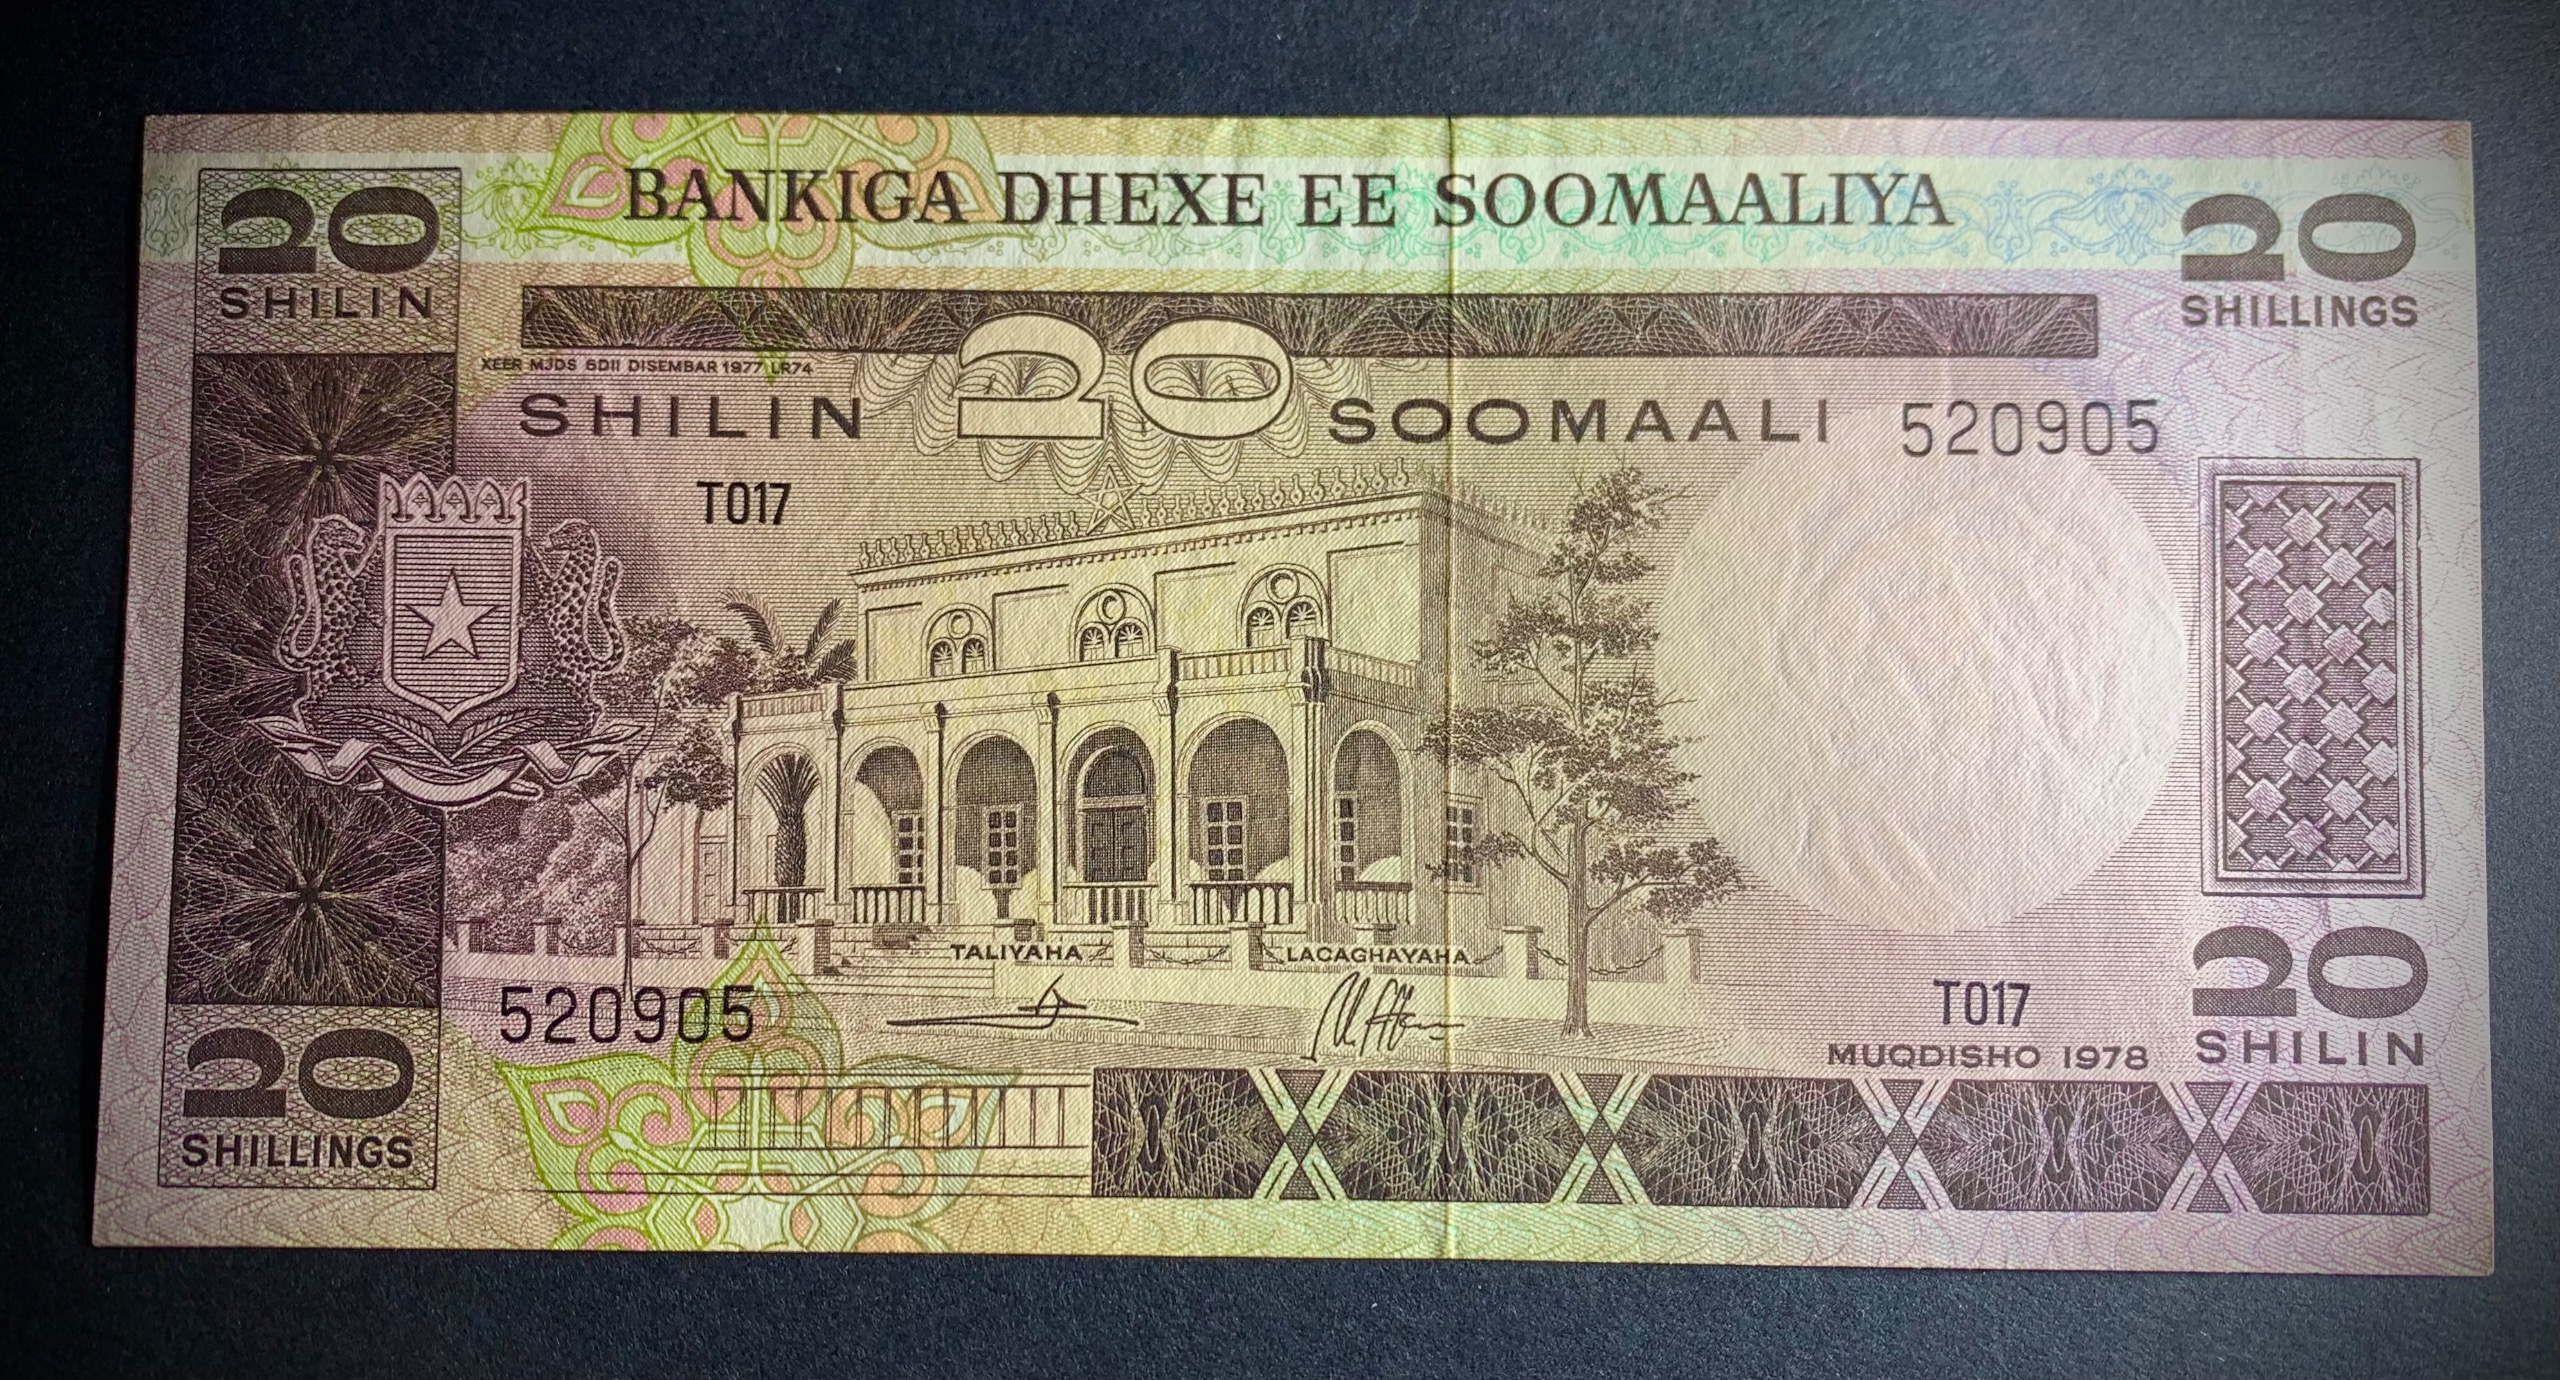 BANKIGA DHEXE EE SOOMAALIYA
20
SHILIN
20
SHILLINGS
XEER MJDS 6DII DISEMBAR 1977 LR74
SHILIN 20 SOOMAALI
520905
T017
TALIYAHA
LACAGHAYAHA
520905
T017
MUQDISHO 1978
20
SHILIN
20
SHILLINGS